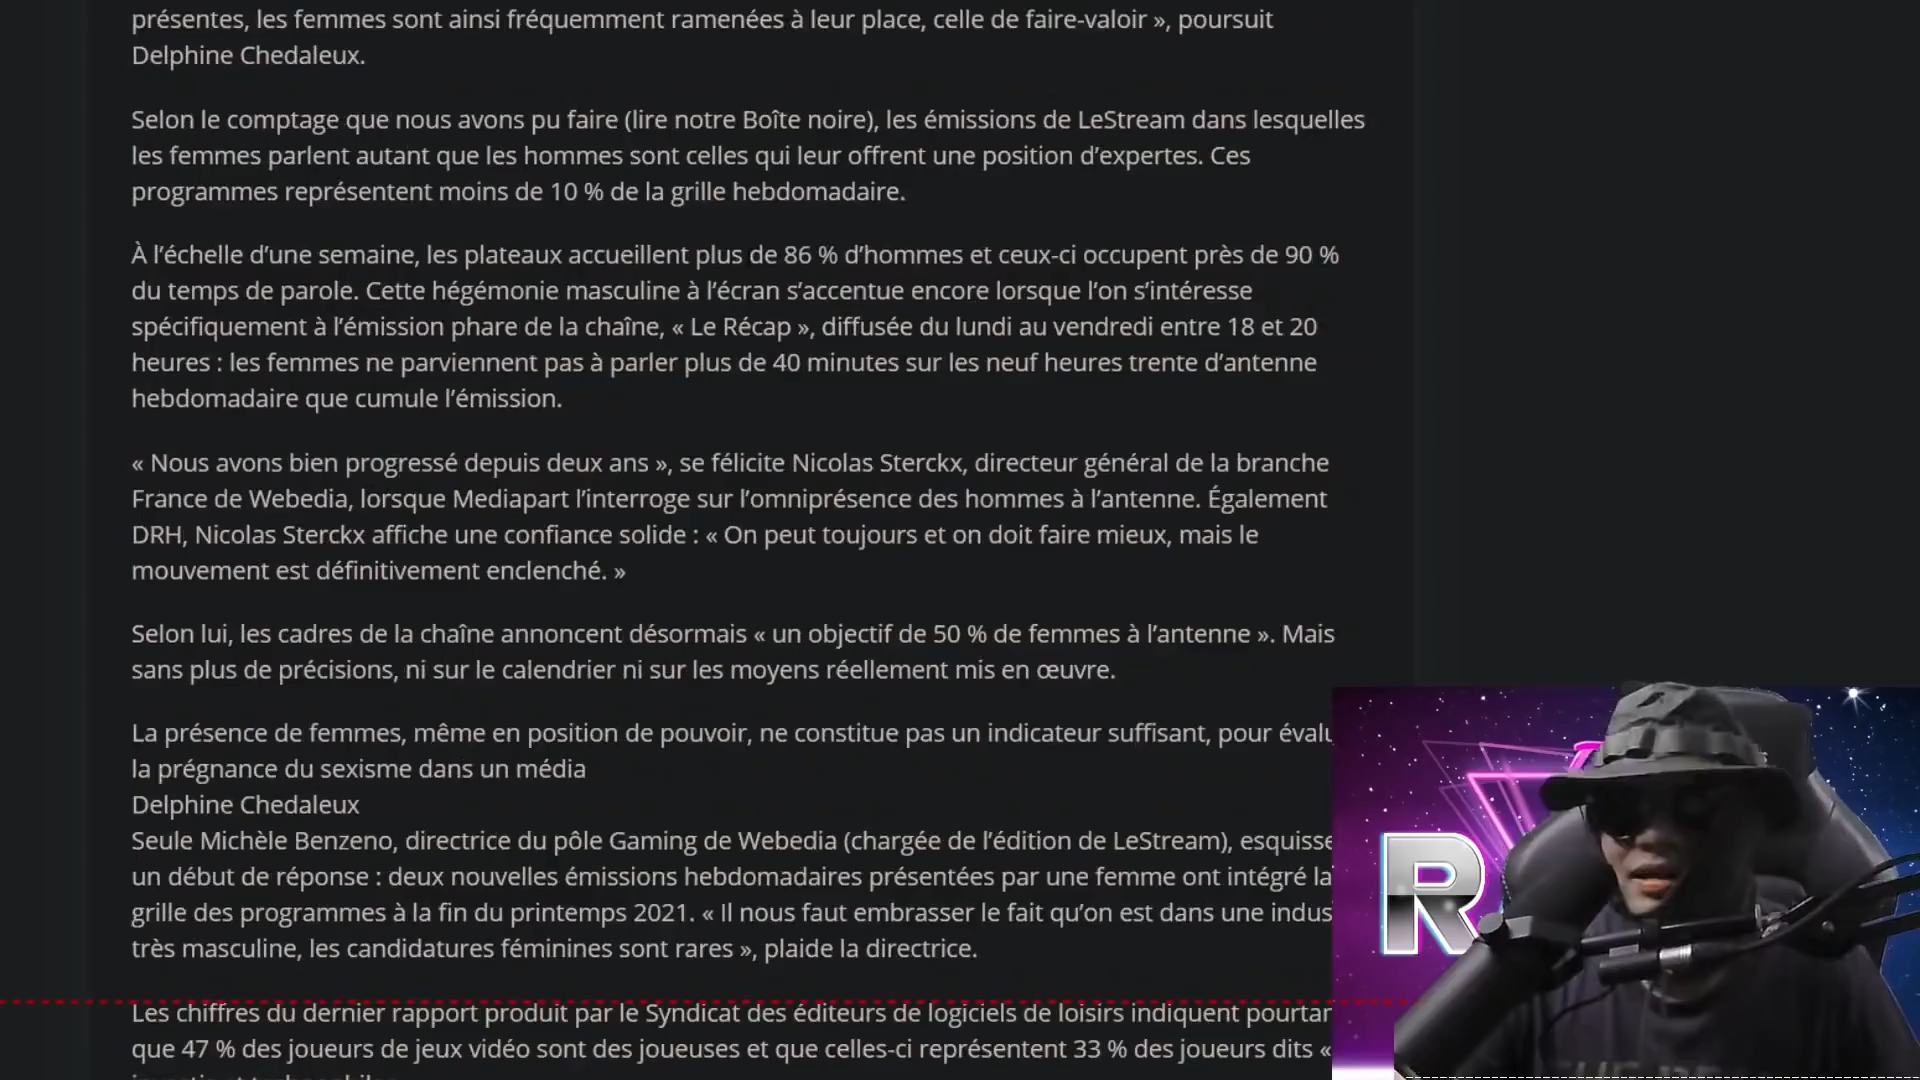 présentes, les femmes sont ainsi fréquemment ramenées à leur place, celle de faire-valoir », poursuit
Delphine Chedaleux.
Selon le comptage que nous avons pu faire (lire notre Boîte noire), les émissions de LeStream dans lesquelles
les femmes parlent autant que les hommes sont celles qui leur offrent une position d’expertes. Ces
programmes représentent moins de 10 % de la grille hebdomadaire.
À l’échelle d’une semaine, les plateaux accueillent plus de 86 % d’hommes et ceux-ci occupent près de 90 %
du temps de parole. Cette hégémonie masculine à l’écran s’accentue encore lorsque l’on s’intéresse
spécifiquement à l’émission phare de la chaîne, « Le Récap », diffusée du lundi au vendredi entre 18 et 20
heures : les femmes ne parviennent pas à parler plus de 40 minutes sur les neuf heures trente d’antenne
hebdomadaire que cumule l’émission.
« Nous avons bien progressé depuis deux ans », se félicite Nicolas Sterckx, directeur général de la branche
France de Webedia, lorsque Mediapart l’interroge sur l’omniprésence des hommes à l’antenne. Également
DRH, Nicolas Sterckx affiche une confiance solide : « On peut toujours et on doit faire mieux, mais le
mouvement est définitivement enclenché. »
Selon lui, les cadres de la chaîne annoncent désormais « un objectif de 50 % de femmes à l’antenne ». Mais
sans plus de précisions, ni sur le calendrier ni sur les moyens réellement mis en œuvre.
La présence de femmes, même en position de pouvoir, ne constitue pas un indicateur suffisant, pour évalu
la prégnance du sexisme dans un média
Delphine Chedaleux
Seule Michèle Benzeno, directrice du pôle Gaming de Webedia (chargée de l’édition de LeStream), esquisse
un début de réponse : deux nouvelles émissions hebdomadaires présentées par une femme ont intégré la
grille des programmes à la fin du printemps 2021. « Il nous faut embrasser le fait qu’on est dans une indus
très masculine, les candidatures féminines sont rares », plaide la directrice.
Les chiffres du dernier rapport produit par le Syndicat des éditeurs de logiciels de loisirs indiquent pourtan
que 47 % des joueurs de jeux vidéo sont des joueuses et que celles-ci représentent 33 % des joueurs dits «
R